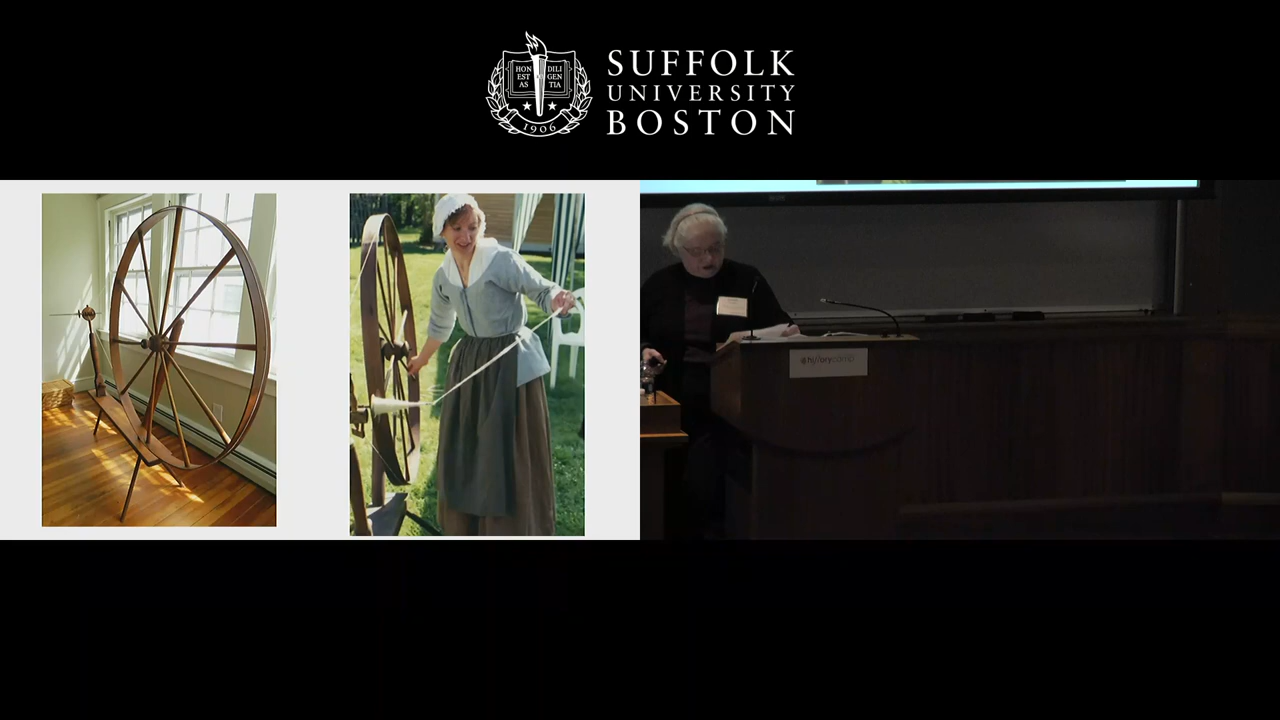 SUFFOLK
UNIVERSITY
BOSTON
HON
EST
AS
DILI
GEN
TIA
1906